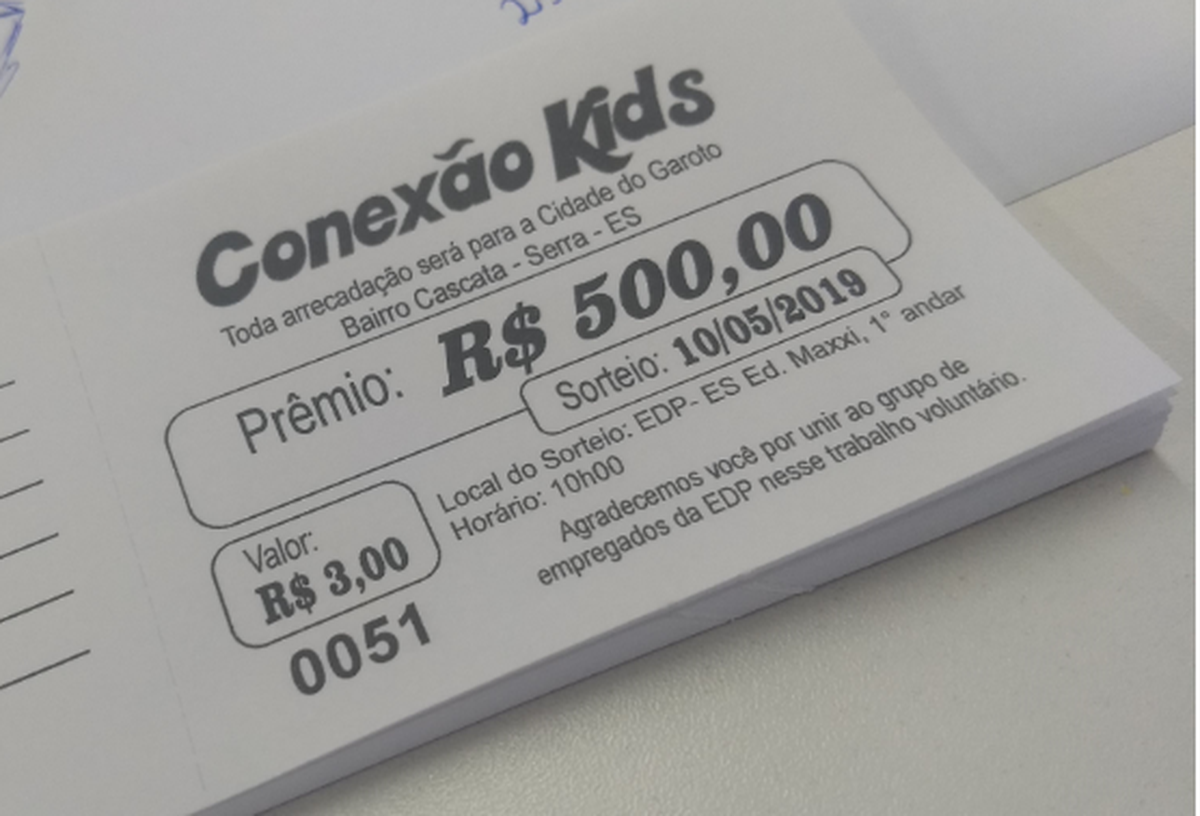 Conexão Kids
Toda arrecadação será para a Cidade do Garoto
Bairro Cascata - Serra - ES
Prêmio: R$ 500,00
Sorteio: 10/05/2019
Local do Sorteio: EDP- ES Ed. Maxxi, 1° andar
Horário: 10h00
Agradecemos você por unir ao grupo de
empregados da EDP nesse trabalho voluntário.
Valor:
R$ 3,00
0051